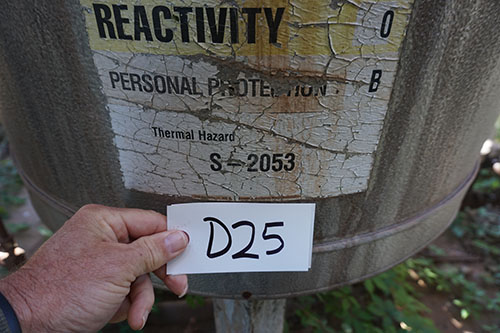 REACTIVITY 0
PERSONAL PROTECTION B
Thermal Hazard
S-2053
D25